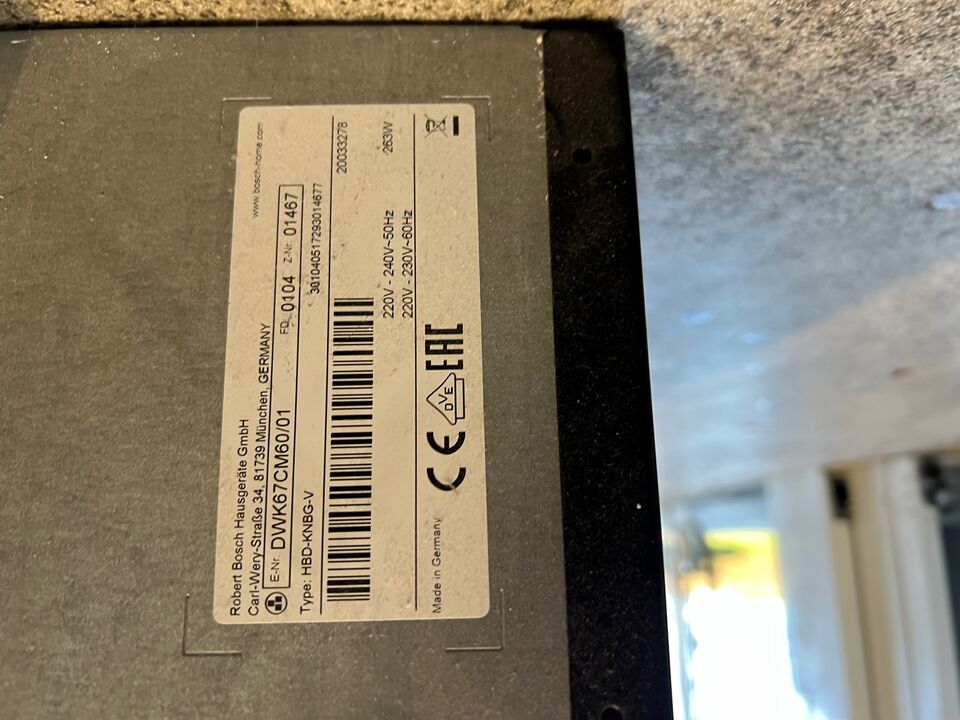 Robert Bosch Hausgeräte GmbH www.bosch-home.com
Carl-Wery-Straße 34, 81739 München, GERMANY
E-Nr. DWK67CM60/01 FD. 0104 Z-Nr. 01467
Type: HBD-KNBG-V 301040517293014677
20033278
220V - 240V~50Hz 263W
220V - 230V~60Hz
Made in Germany CE DVE EAC